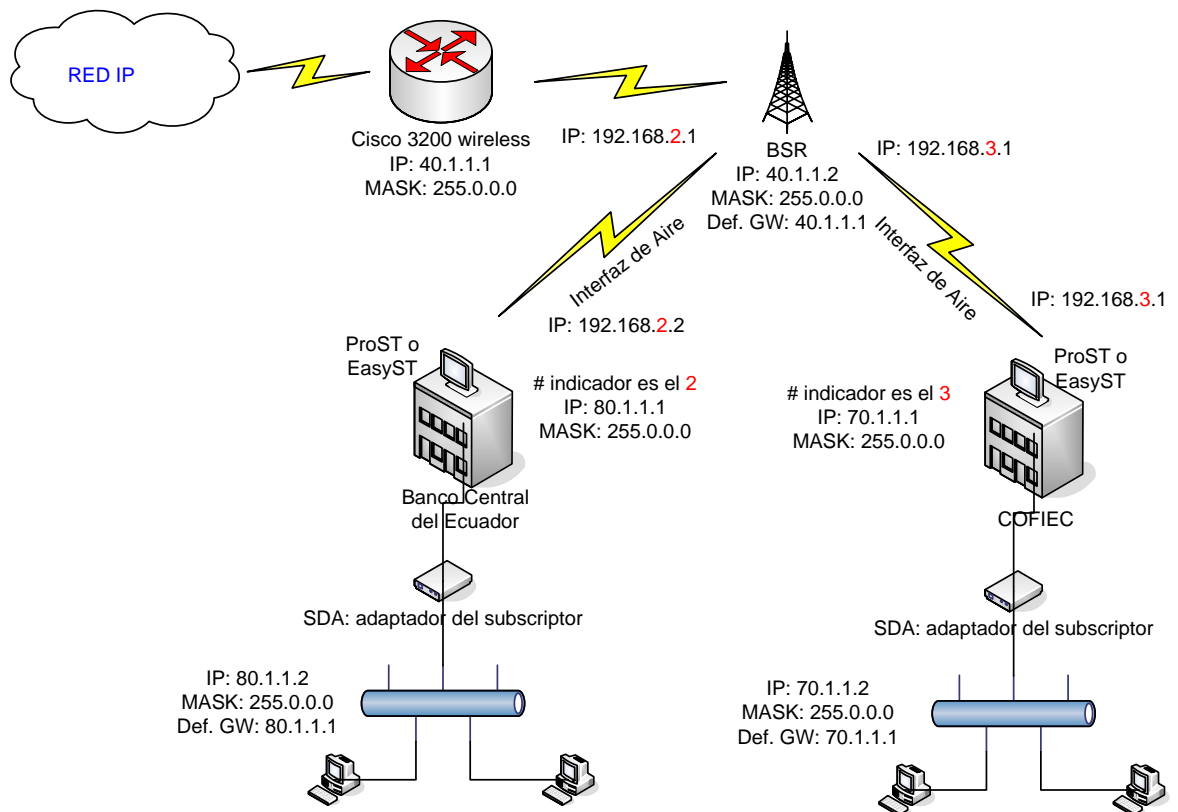 RED IP
Cisco 3200 wireless
IP: 40.1.1.1
MASK: 255.0.0.0
IP: 192.168.2.1
BSR
IP: 40.1.1.2
MASK: 255.0.0.0
Def. GW: 40.1.1.1
IP: 192.168.3.1
Interfaz de Aire
Interfaz de Aire
IP: 192.168.2.2
IP: 192.168.3.1
ProST o
EasyST
# indicador es el 2
IP: 80.1.1.1
MASK: 255.0.0.0
Banco Central
del Ecuador
# indicador es el 3
IP: 70.1.1.1
MASK: 255.0.0.0
ProST o
EasyST
COFIEC
SDA: adaptador del subscriptor
SDA: adaptador del subscriptor
IP: 80.1.1.2
MASK: 255.0.0.0
Def. GW: 80.1.1.1
IP: 70.1.1.2
MASK: 255.0.0.0
Def. GW: 70.1.1.1